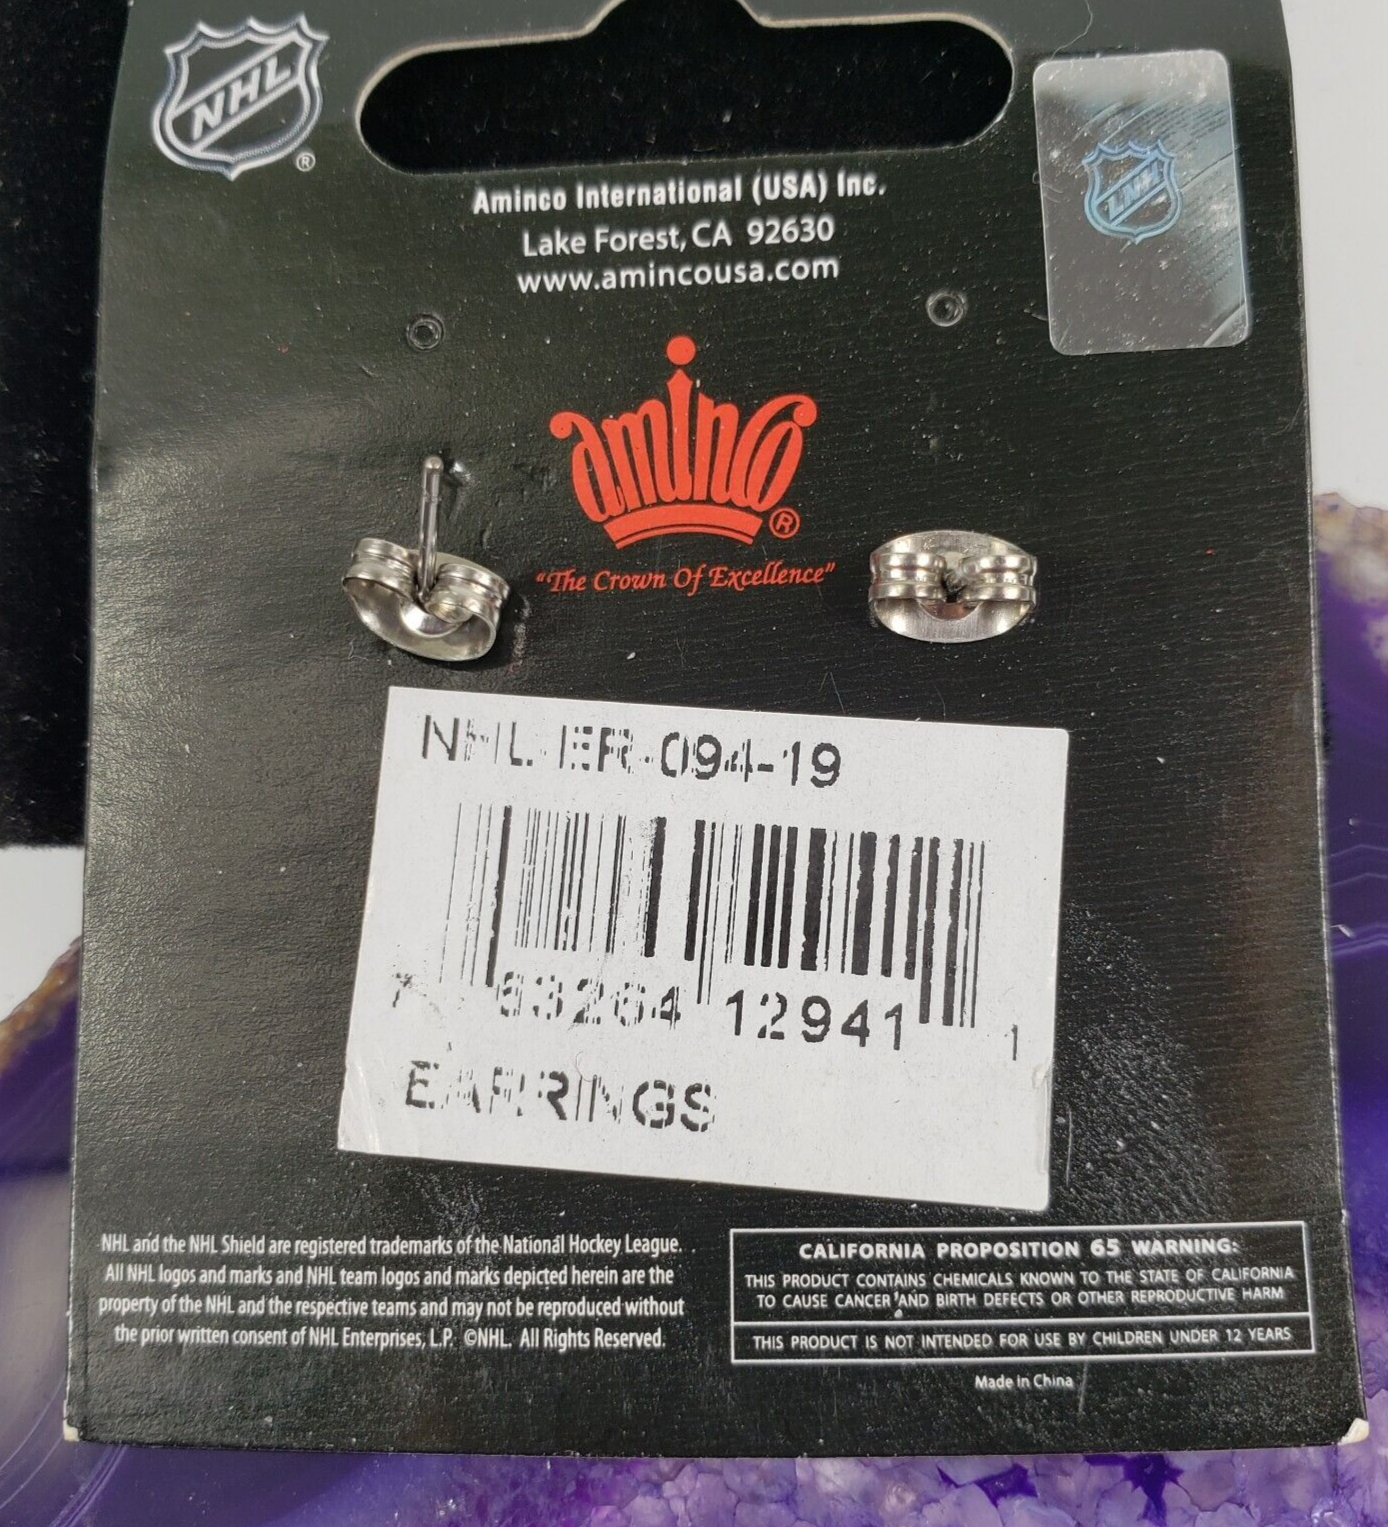 NHL
®
Aminco International (USA) Inc.
Lake Forest, CA 92630
www.amincousa.com
NHL
aminco
®
"The Crown Of Excellence"
NHL-ER-094-19
7 63264 12941 1
EARRINGS
NHL and the NHL Shield are registered trademarks of the National Hockey League.
All NHL logos and marks and NHL team logos and marks depicted herein are the
property of the NHL and the respective teams and may not be reproduced without
the prior written consent of NHL Enterprises, L.P. ©NHL. All Rights Reserved.
CALIFORNIA PROPOSITION 65 WARNING:
THIS PRODUCT CONTAINS CHEMICALS KNOWN TO THE STATE OF CALIFORNIA
TO CAUSE CANCER AND BIRTH DEFECTS OR OTHER REPRODUCTIVE HARM
THIS PRODUCT IS NOT INTENDED FOR USE BY CHILDREN UNDER 12 YEARS
Made in China